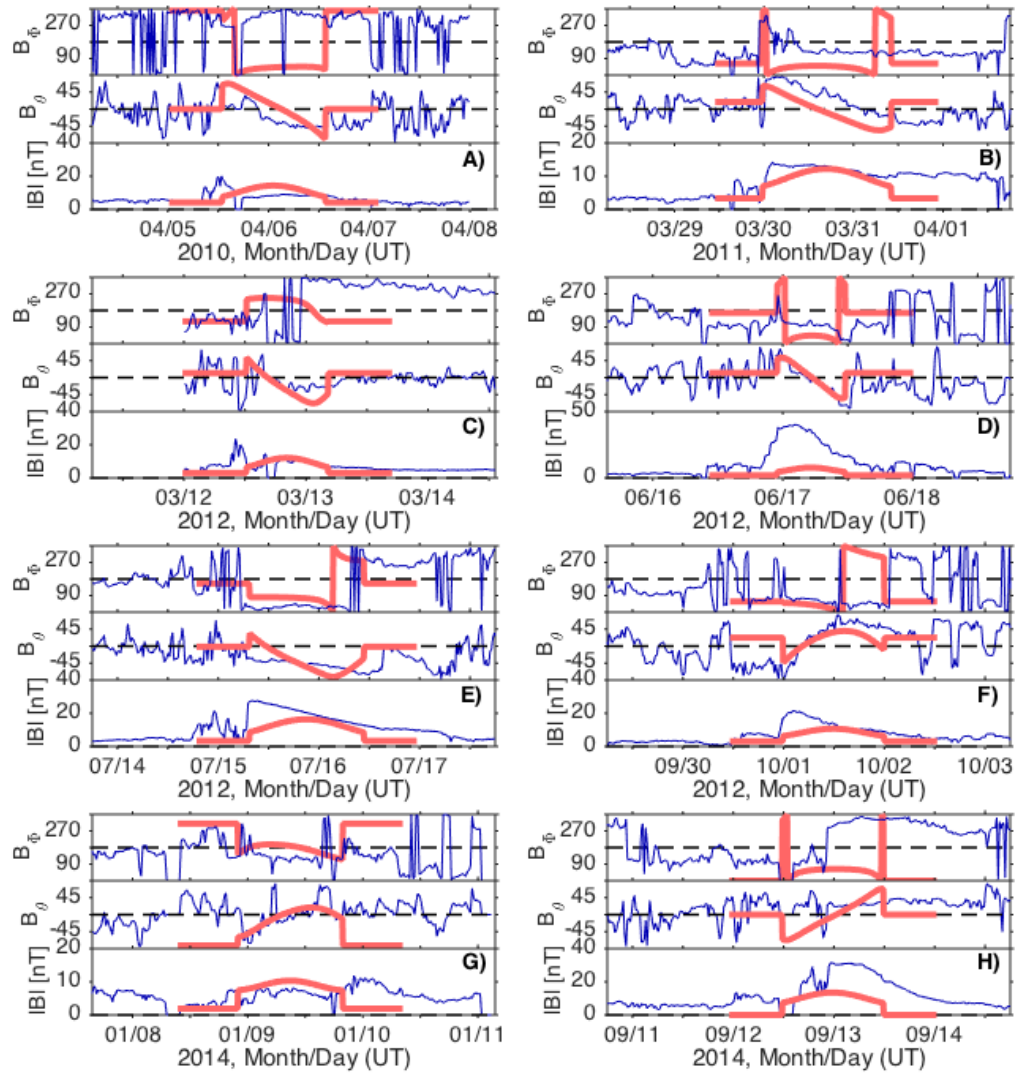 B_Φ 270 90
B_θ 45 -45
|B| [nT] 40 20 0
A)
04/05 04/06 04/07 04/08
2010, Month/Day (UT)
B_Φ 270 90
B_θ 45 -45
|B| [nT] 20 10 0
B)
03/29 03/30 03/31 04/01
2011, Month/Day (UT)
B_Φ 270 90
B_θ 45 -45
|B| [nT] 40 20 0
C)
03/12 03/13 03/14
2012, Month/Day (UT)
B_Φ 270 90
B_θ 45 -45
|B| [nT] 50 0
D)
06/16 06/17 06/18
2012, Month/Day (UT)
B_Φ 270 90
B_θ 45 -45
|B| [nT] 40 20 0
E)
07/14 07/15 07/16 07/17
2012, Month/Day (UT)
B_Φ 270 90
B_θ 45 -45
|B| [nT] 40 20 0
F)
09/30 10/01 10/02 10/03
2012, Month/Day (UT)
B_Φ 270 90
B_θ 45 -45
|B| [nT] 20 10 0
G)
01/08 01/09 01/10 01/11
2014, Month/Day (UT)
B_Φ 270 90
B_θ 45 -45
|B| [nT] 40 20 0
H)
09/11 09/12 09/13 09/14
2014, Month/Day (UT)